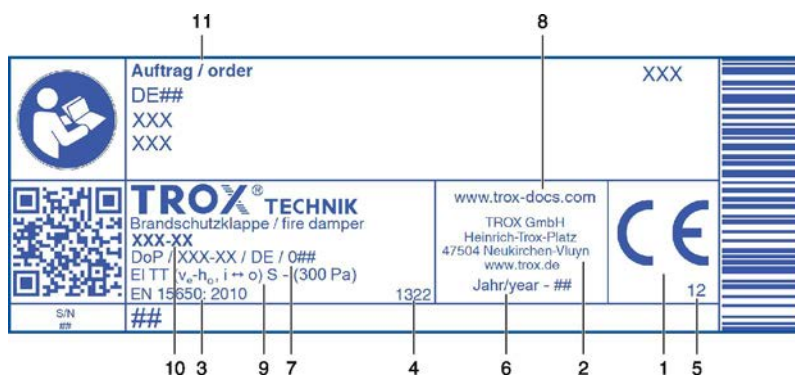 11 8
Auftrag / order XXX
DE##
XXX
XXX
TROX® TECHNIK
Brandschutzklappe / fire damper
XXX-XX
DoP / XXX-XX / DE / 0##
EI TT (ve-ho, i ↔ o) S - (300 Pa)
EN 15650: 2010 1322
www.trox-docs.com
TROX GmbH
Heinrich-Trox-Platz
47504 Neukirchen-Vluyn
www.trox.de
Jahr/year - ##
CE
12
S/N
##
##
10 3 9 7 4 6 2 1 5